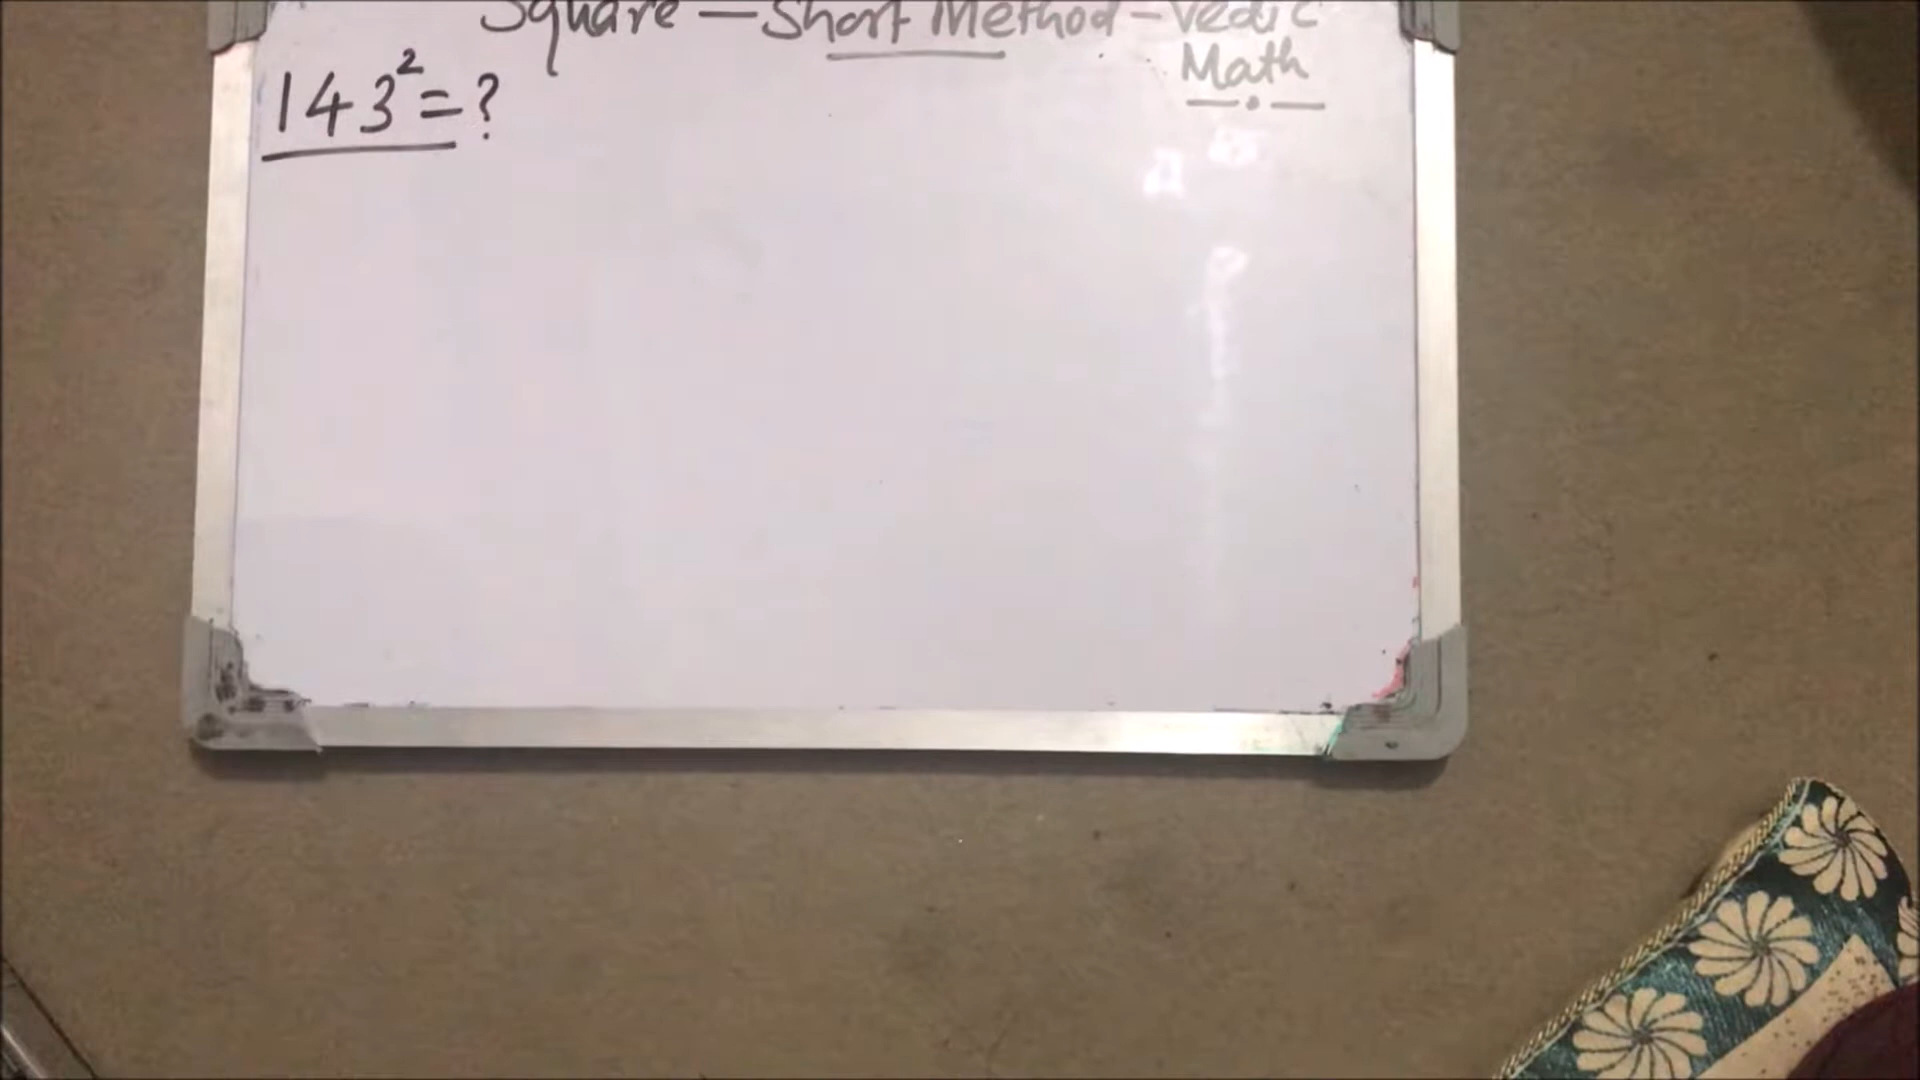 Square — Short Method - Vedic
Math
143² = ?